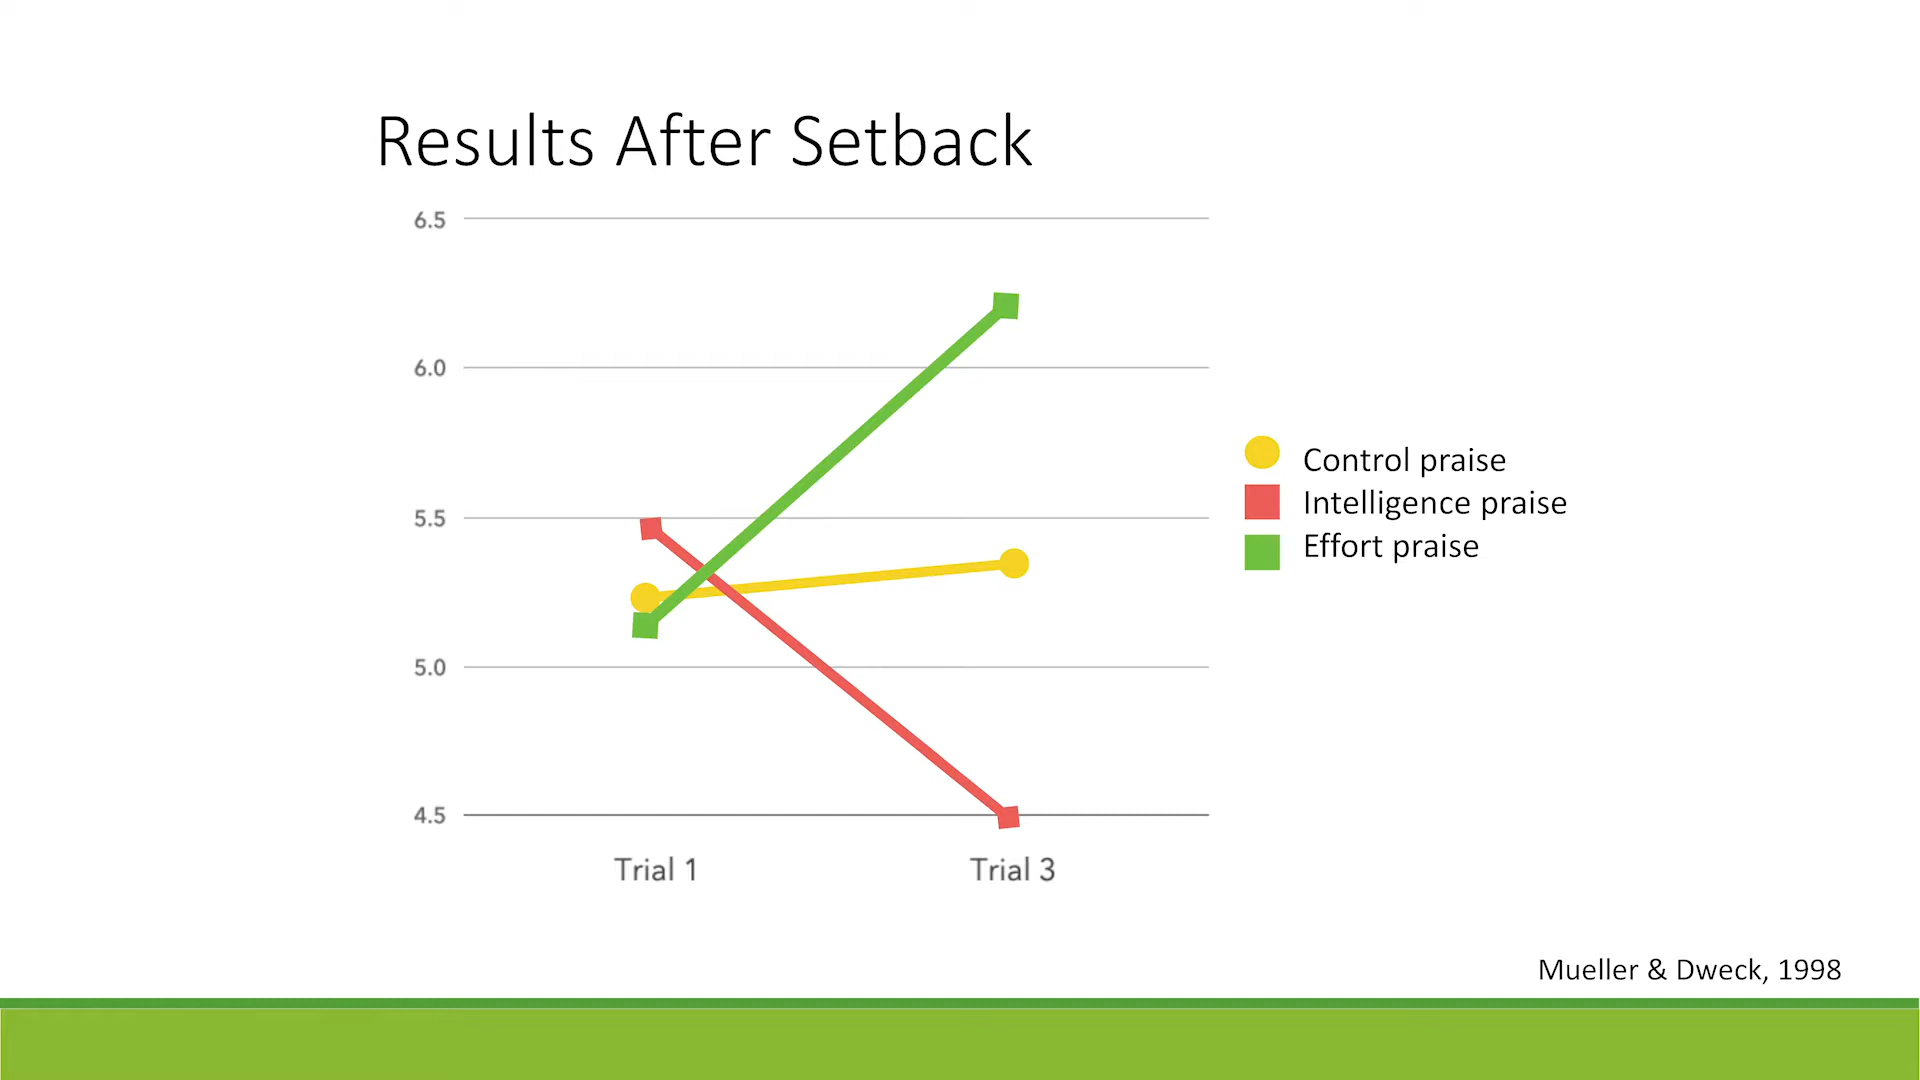 Results After Setback
6.5
6.0
5.5
5.0
4.5
Trial 1 Trial 3
Control praise
Intelligence praise
Effort praise
Mueller & Dweck, 1998